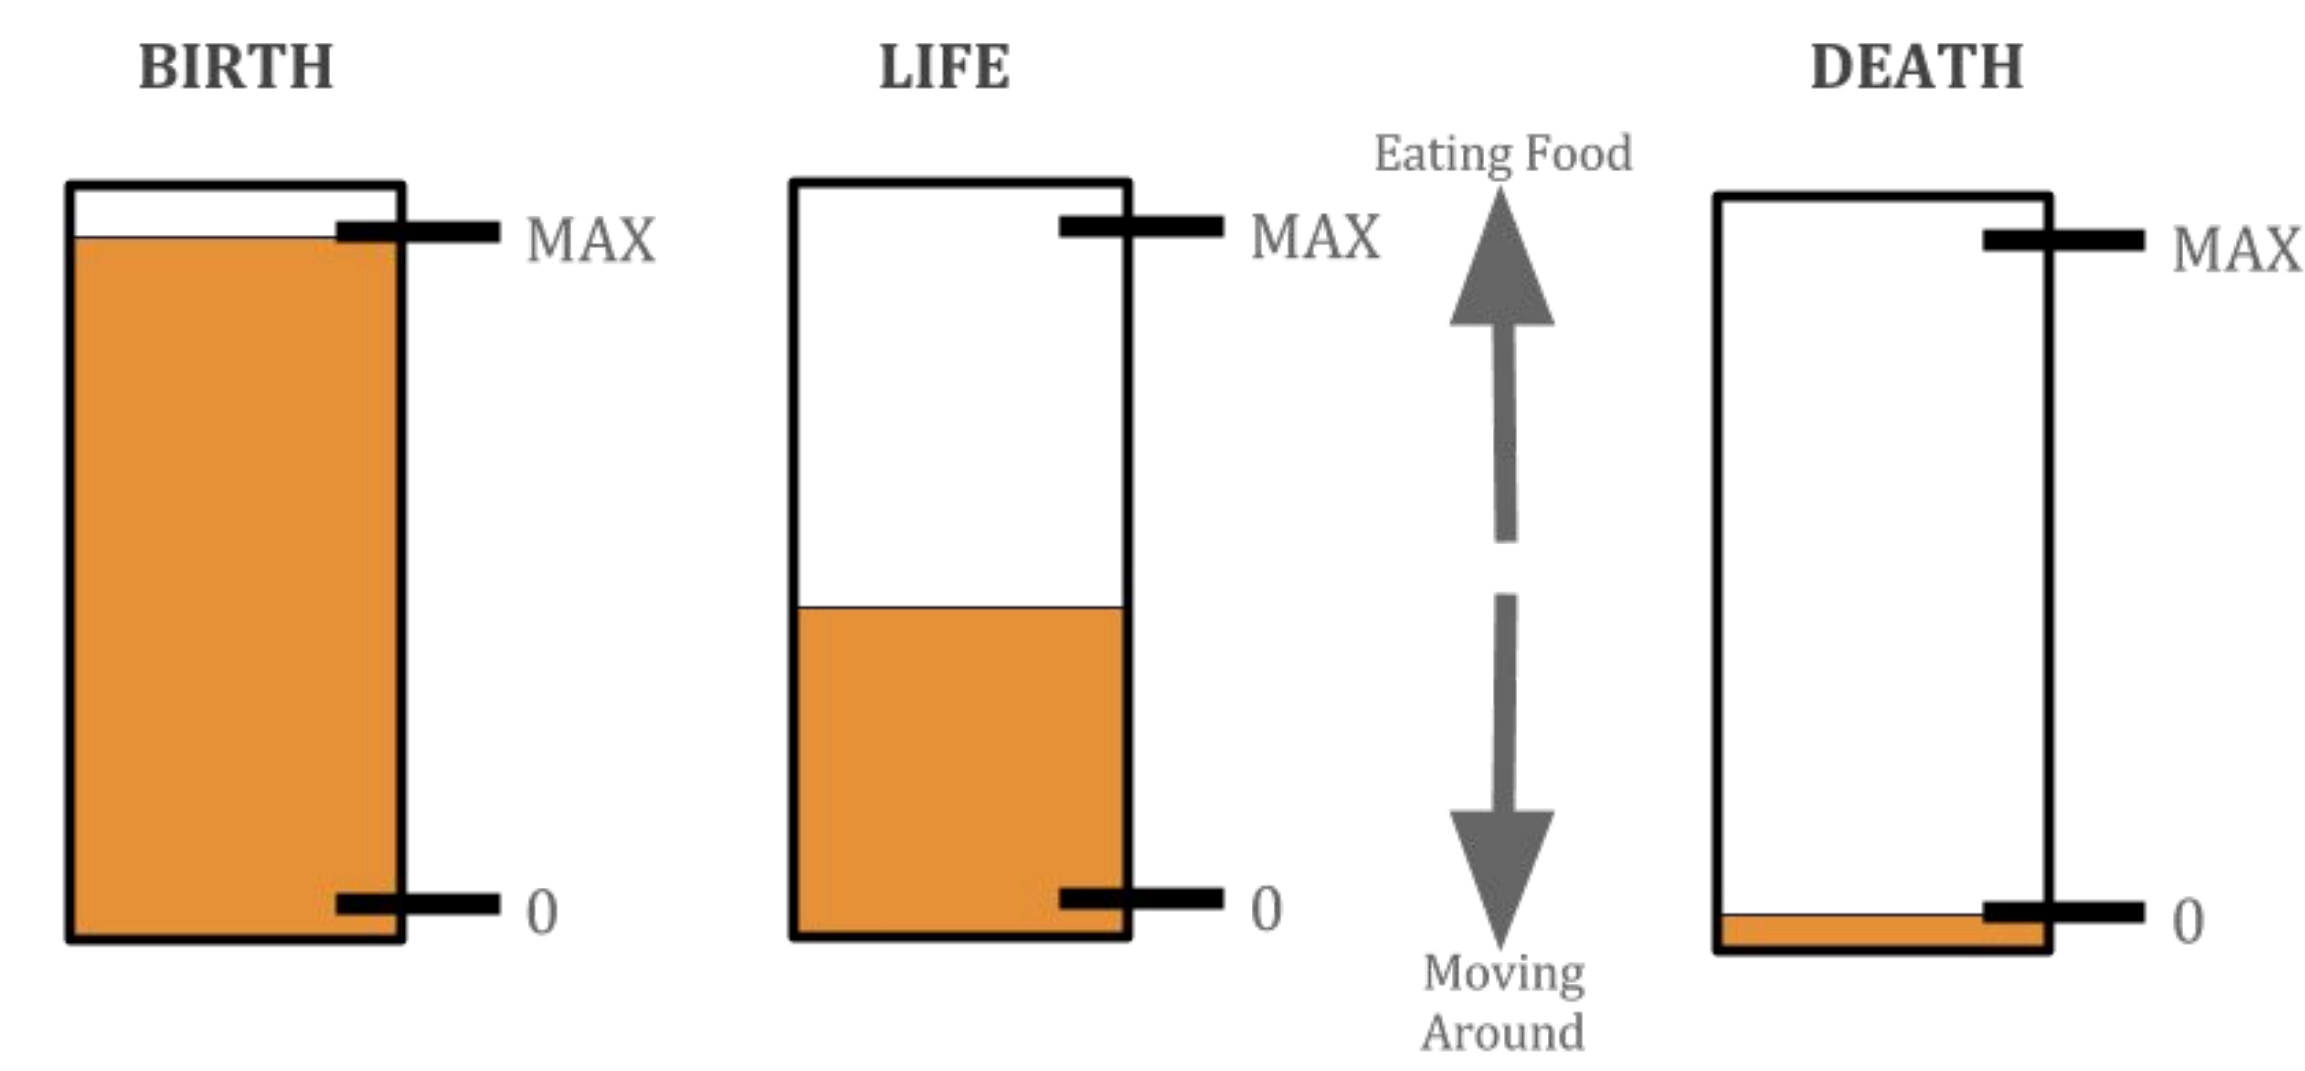 BIRTH
LIFE
DEATH
Eating Food
MAX
MAX
MAX
0
0
0
Moving
Around